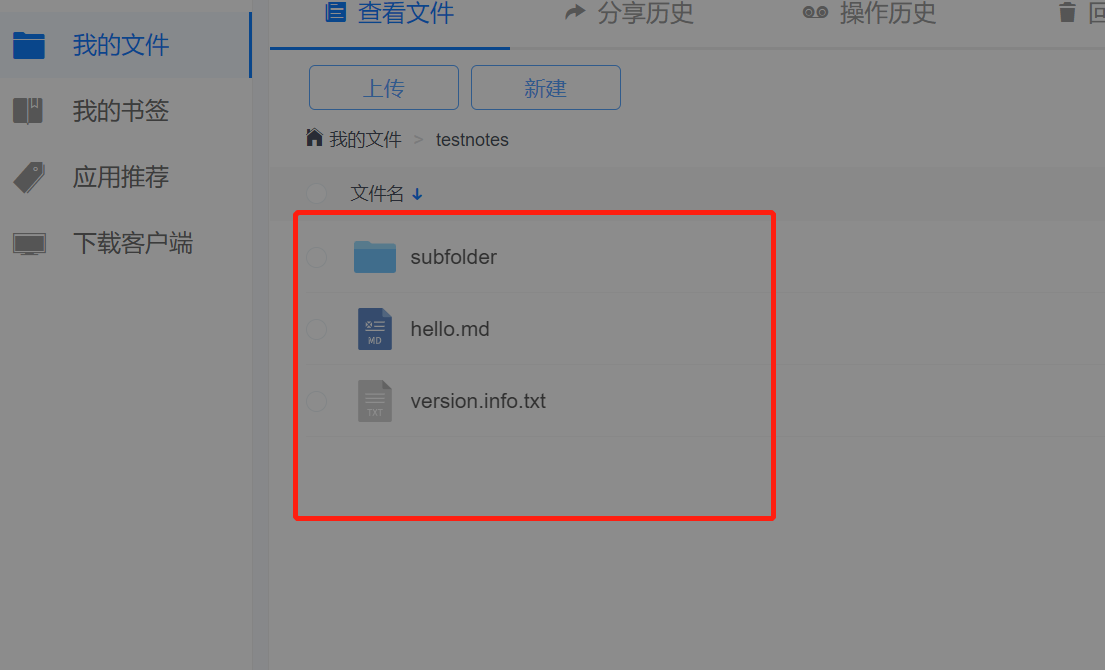 我的文件
我的书签
应用推荐
下载客户端
查看文件 分享历史 操作历史
上传 新建
我的文件 > testnotes
文件名
subfolder
MD hello.md
TXT version.info.txt